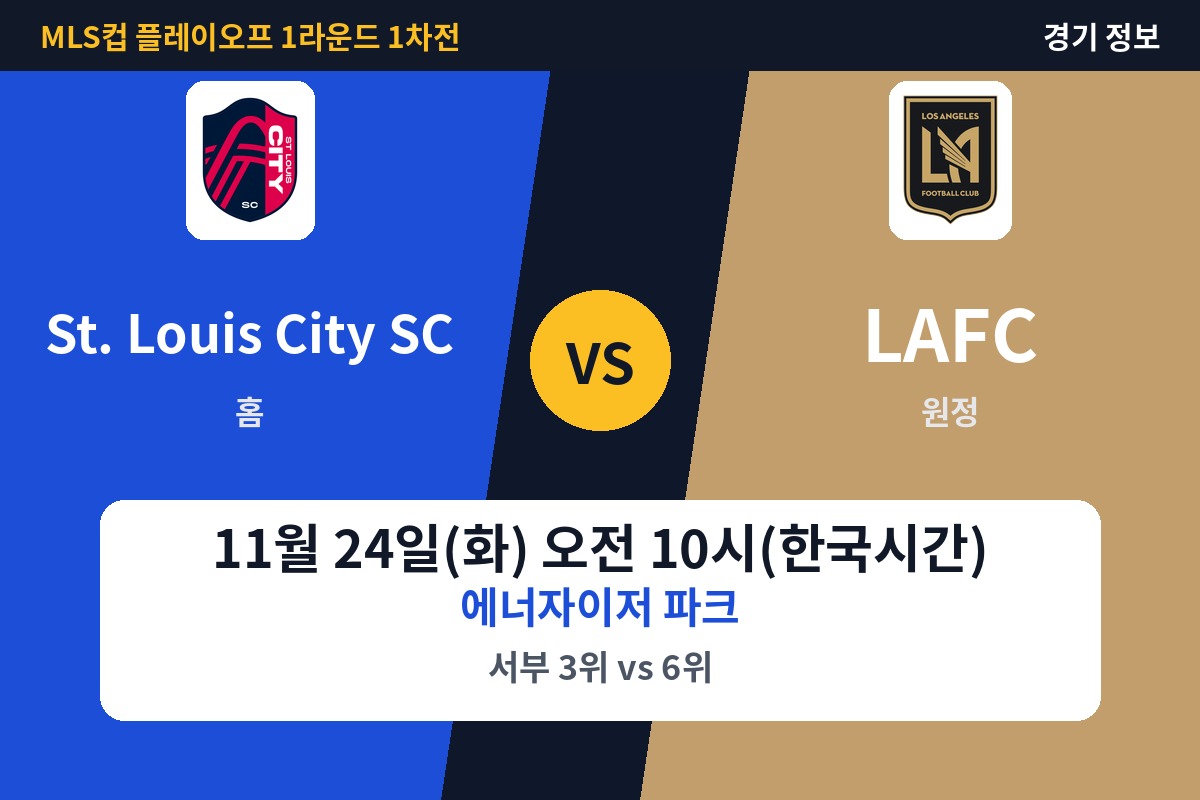 MLS컵 플레이오프 1라운드 1차전
경기 정보
ST LOUIS
CITY
SC
LOS ANGELES
LA
FOOTBALL CLUB
St. Louis City SC
홈
VS
LAFC
원정
11월 24일(화) 오전 10시(한국시간)
에너자이저 파크
서부 3위 vs 6위